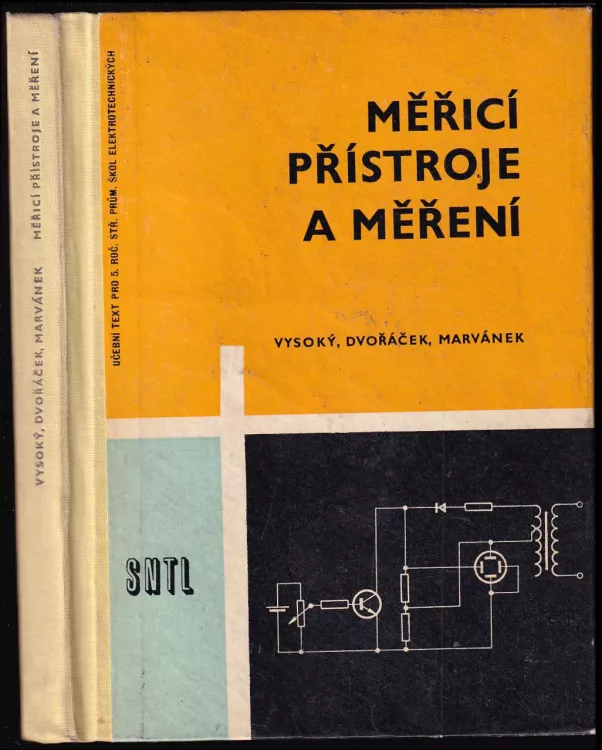 VYSOKÝ, DVOŘÁČEK, MARVÁNEK MĚŘICÍ PŘÍSTROJE A MĚŘENÍ
UČEBNÍ TEXT PRO 5. ROČ. STŘ. PRŮM. ŠKOL ELEKTROTECHNICKÝCH
MĚŘICÍ
PŘÍSTROJE
A MĚŘENÍ
VYSOKÝ, DVOŘÁČEK, MARVÁNEK
SNTL